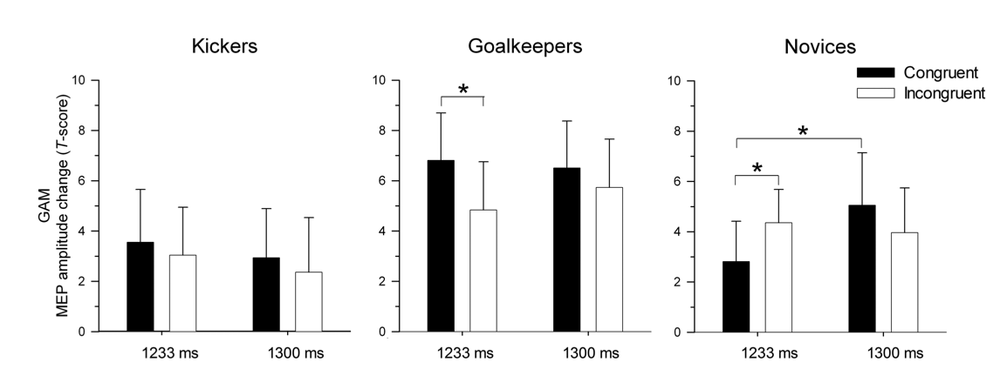 Kickers
Goalkeepers
Novices
Congruent
Incongruent
GAM
MEP amplitude change (T-score)
10
8
6
4
2
0
1233 ms
1300 ms
10
8
6
4
2
0
*
1233 ms
1300 ms
10
8
6
4
2
0
*
*
1233 ms
1300 ms